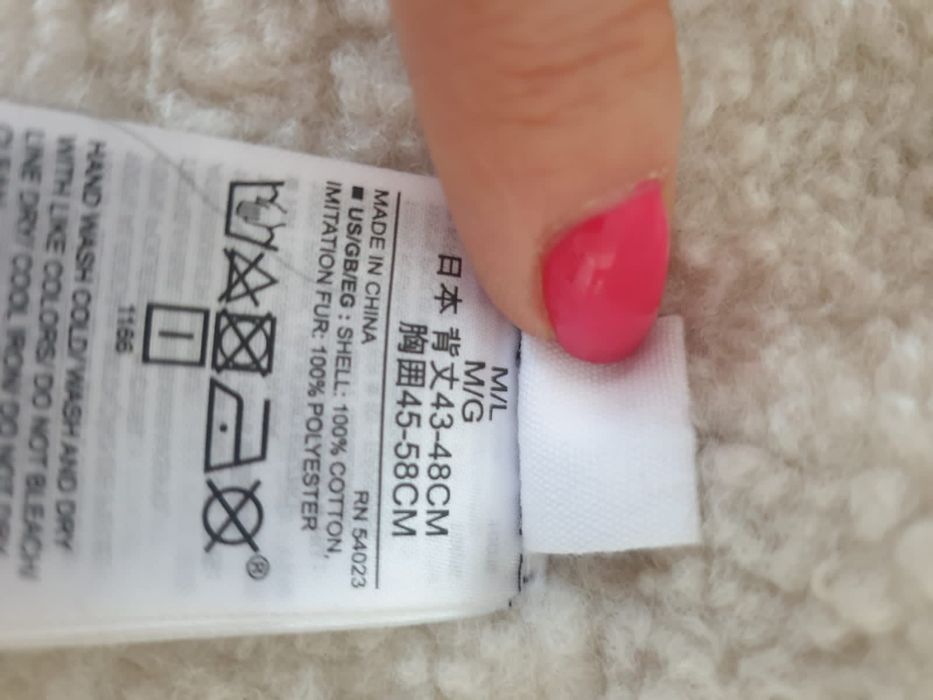 M/L
M/G
日本 背丈43-48CM
胸囲45-58CM
RN 54023
MADE IN CHINA
■ US/GB/EG : SHELL: 100% COTTON,
IMITATION FUR: 100% POLYESTER
1166
HAND WASH COLD/ WASH AND DRY
WITH LIKE COLORS/ DO NOT BLEACH/
LINE DRY/ COOL IRON/ DO NOT DRY